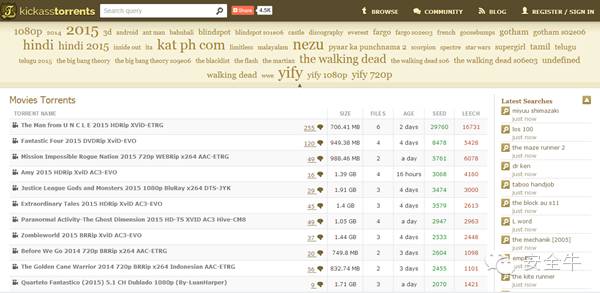 kickasstorrents
Search query
Share 4.5K
BROWSE
COMMUNITY
BLOG
RSS
REGISTER / SIGN IN
1080p 2014 2015 3d android ant man bahubali blindspot blindspot s01e05 castle discography everest fargo fargo s02e03 french goosebumps gotham gotham s02e06
hindi hindi 2015 inside out ita kat ph com limitless malayalam nezu pyaar ka punchnama 2 scorpion spectre star wars supergirl tamil telugu
telugu 2015 the big bang theory the big bang theory s09e06 the blacklist the flash the martian the walking dead the walking dead s06 the walking dead s06e03 undefined
walking dead wwe yify yify 1080p yify 720p
Movies Torrents
TORRENT NAME SIZE FILES AGE SEED LEECH
The Man from U N C L E 2015 HDRip XviD-ETRG 255 706.41 MB 6 2 days 29760 16731
Fantastic Four 2015 DVDRip XviD-EVO 120 949.38 MB 4 4 days 8478 5428
Mission Impossible Rogue Nation 2015 720p WEBRip x264 AAC-ETRG 49 988.46 MB 2 a day 3761 6078
Amy 2015 HDRip XviD AC3-EVO 16 1.39 GB 4 16 hours 3068 4160
Justice League Gods and Monsters 2015 1080p BluRay x264 DTS-JYK 29 1.91 GB 3 4 days 3474 3000
Extraordinary Tales 2015 HDRip XviD AC3-EVO 45 1.4 GB 3 4 days 3579 2613
Paranormal Activity-The Ghost Dimension 2015 HD-TS XVID AC3 Hive-CM8 49 1.05 GB 4 a day 2947 2963
Zombieworld 2015 BRRip XviD AC3-EVO 37 1.44 GB 3 4 days 2533 2448
Before We Go 2014 720p BRRip x264 AAC-ETRG 20 749.8 MB 2 3 days 2604 1098
The Golden Cane Warrior 2014 720p BRRip x264 Indonesian AAC-ETRG 56 832.74 MB 2 3 days 2455 1101
Quarteto Fantastico (2015) 5.1 CH Dublado 1080p (By-LuanHarper) 9 1.71 GB 3 a day 2070 1421
Latest Searches
miyuu shimazaki
just now
los 100
just now
the maze runner 2
just now
dr ken
just now
taboo handjob
just now
the block au s11
just now
L word
just now
the mechanik [2005]
just now
just now
the kite runner
安全牛